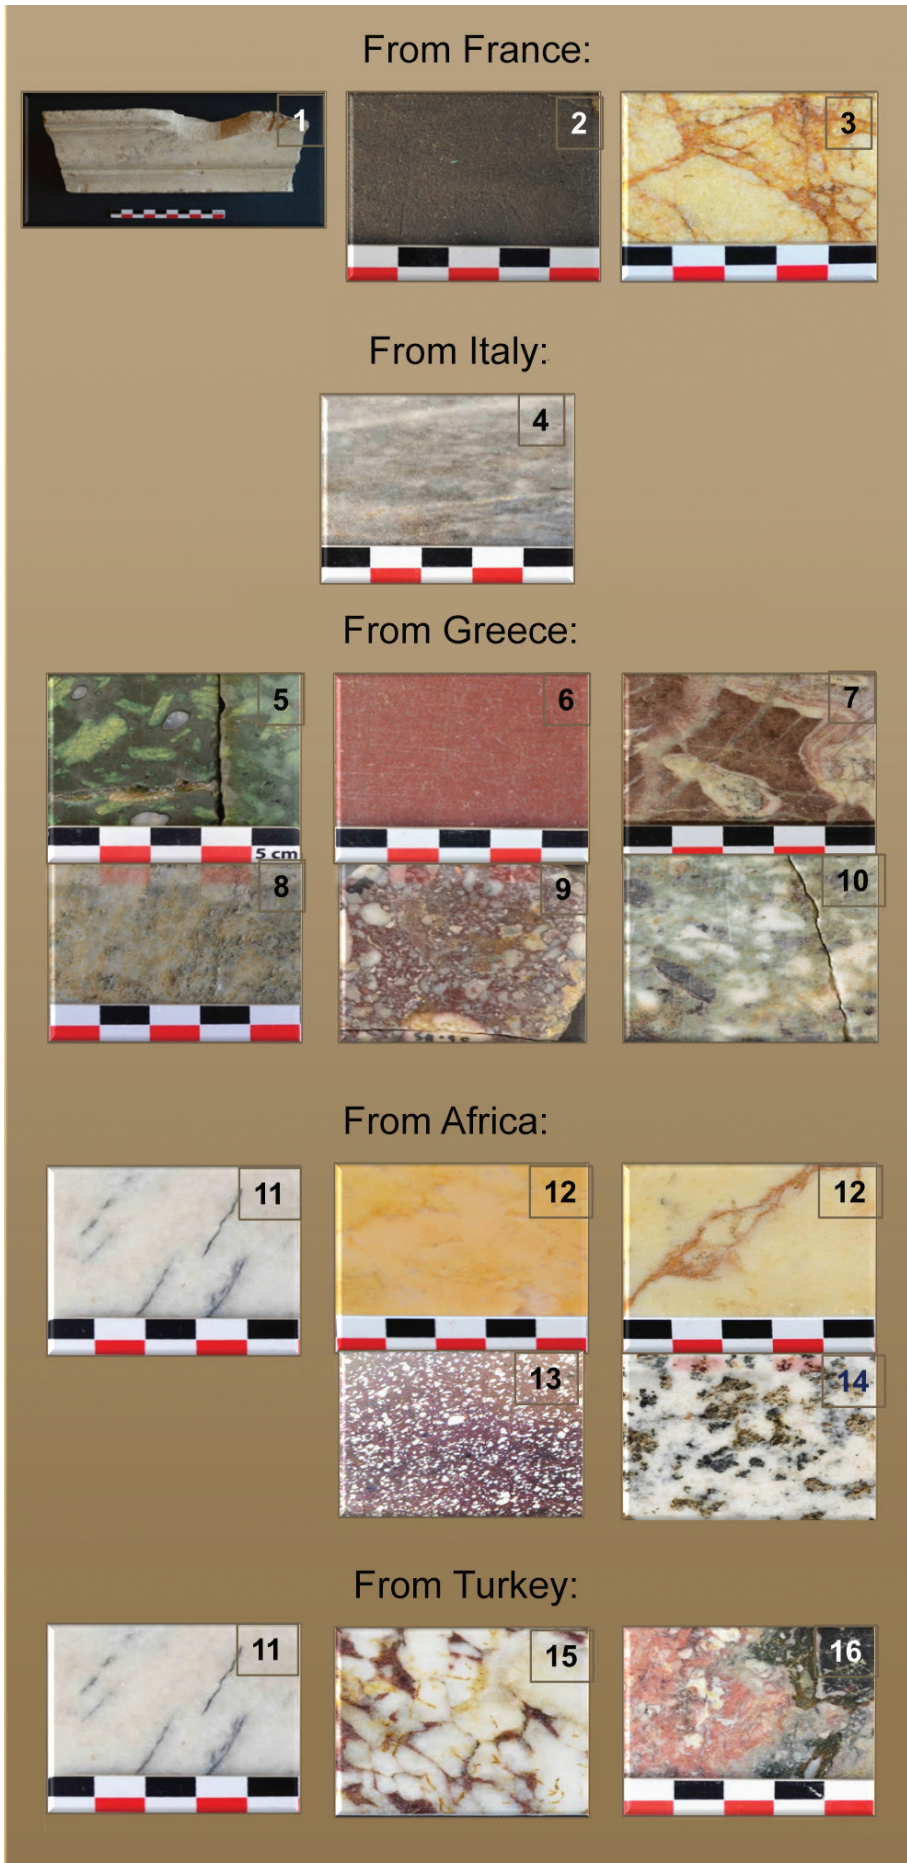 From France:
1 2 3
From Italy:
4
From Greece:
5 6 7
5 cm
8 9 10
From Africa:
11 12 12
13 14
From Turkey:
11 15 16